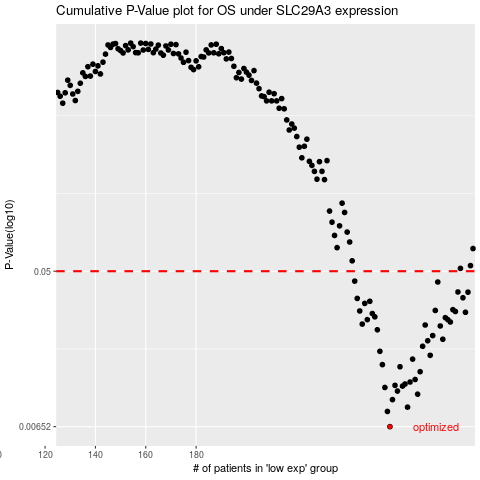 Cumulative P-Value plot for OS under SLC29A3 expression
P-Value(log10)
0.05
0.00652
optimized
0
120
140
160
180
# of patients in 'low exp' group